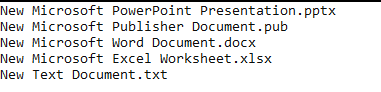 New Microsoft PowerPoint Presentation.pptx
New Microsoft Publisher Document.pub
New Microsoft Word Document.docx
New Microsoft Excel Worksheet.xlsx
New Text Document.txt